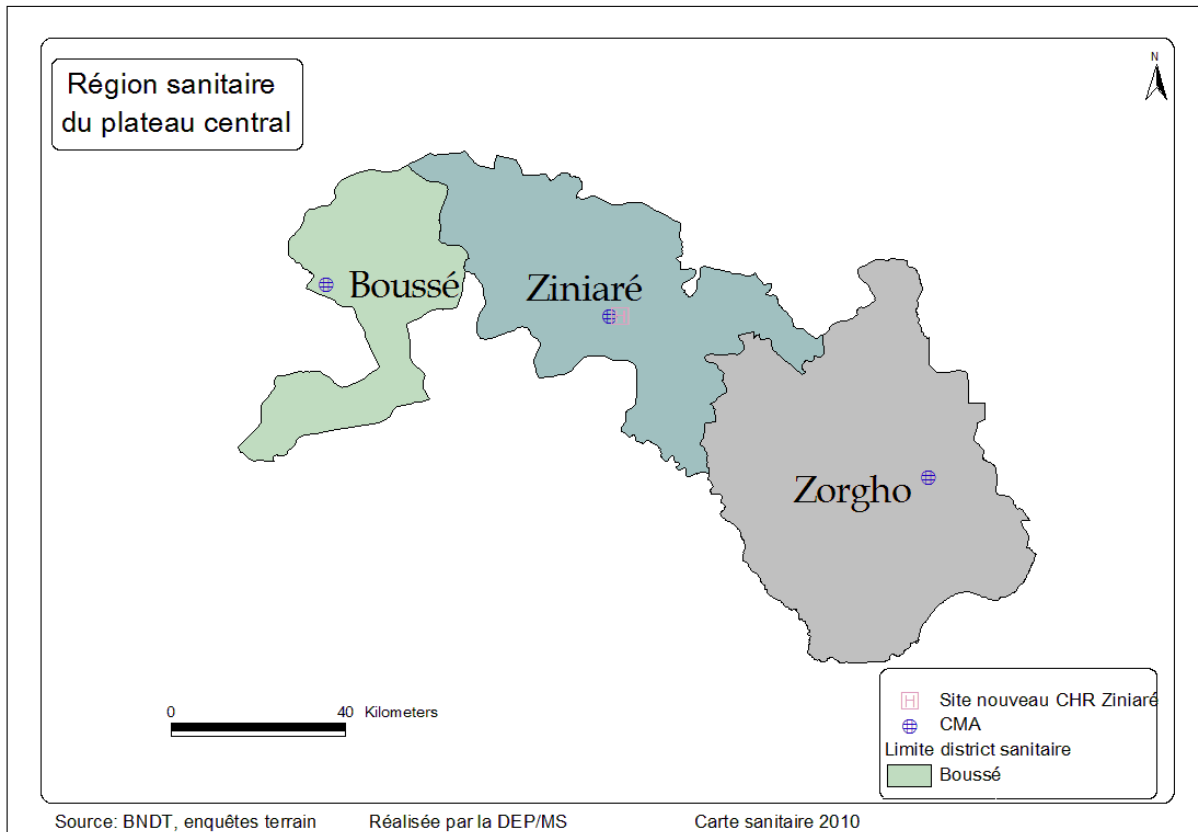 Région sanitaire
du plateau central
N
Boussé
Ziniaré
H
Zorgho
0 40 Kilometers
H Site nouveau CHR Ziniaré
CMA
Limite district sanitaire
Boussé
Source: BNDT, enquêtes terrain Réalisée par la DEP/MS Carte sanitaire 2010